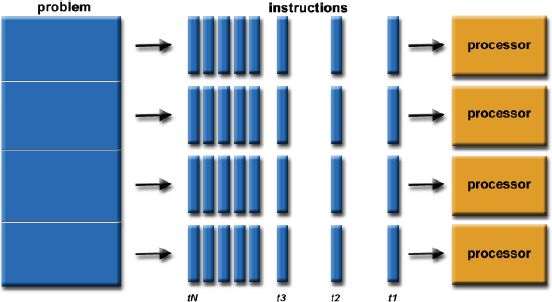 problem
instructions
processor
processor
processor
processor
tN t3 t2 t1